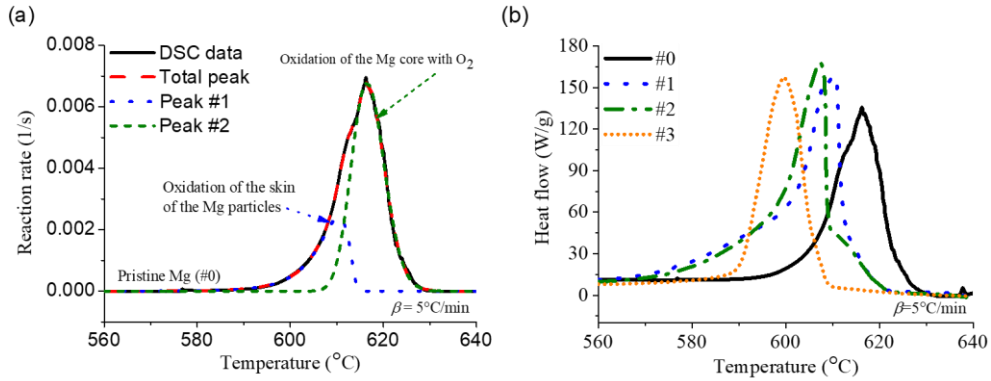 (a)
0.008
0.006
0.004
0.002
0.000
Reaction rate (1/s)
DSC data
Total peak
Peak #1
Peak #2
Oxidation of the Mg core with O2
Oxidation of the skin
of the Mg particles
Pristine Mg (#0)
β = 5°C/min
560 580 600 620 640
Temperature (°C)
(b)
180
150
120
90
60
30
0
Heat flow (W/g)
#0
#1
#2
#3
β=5°C/min
560 580 600 620 640
Temperature (°C)